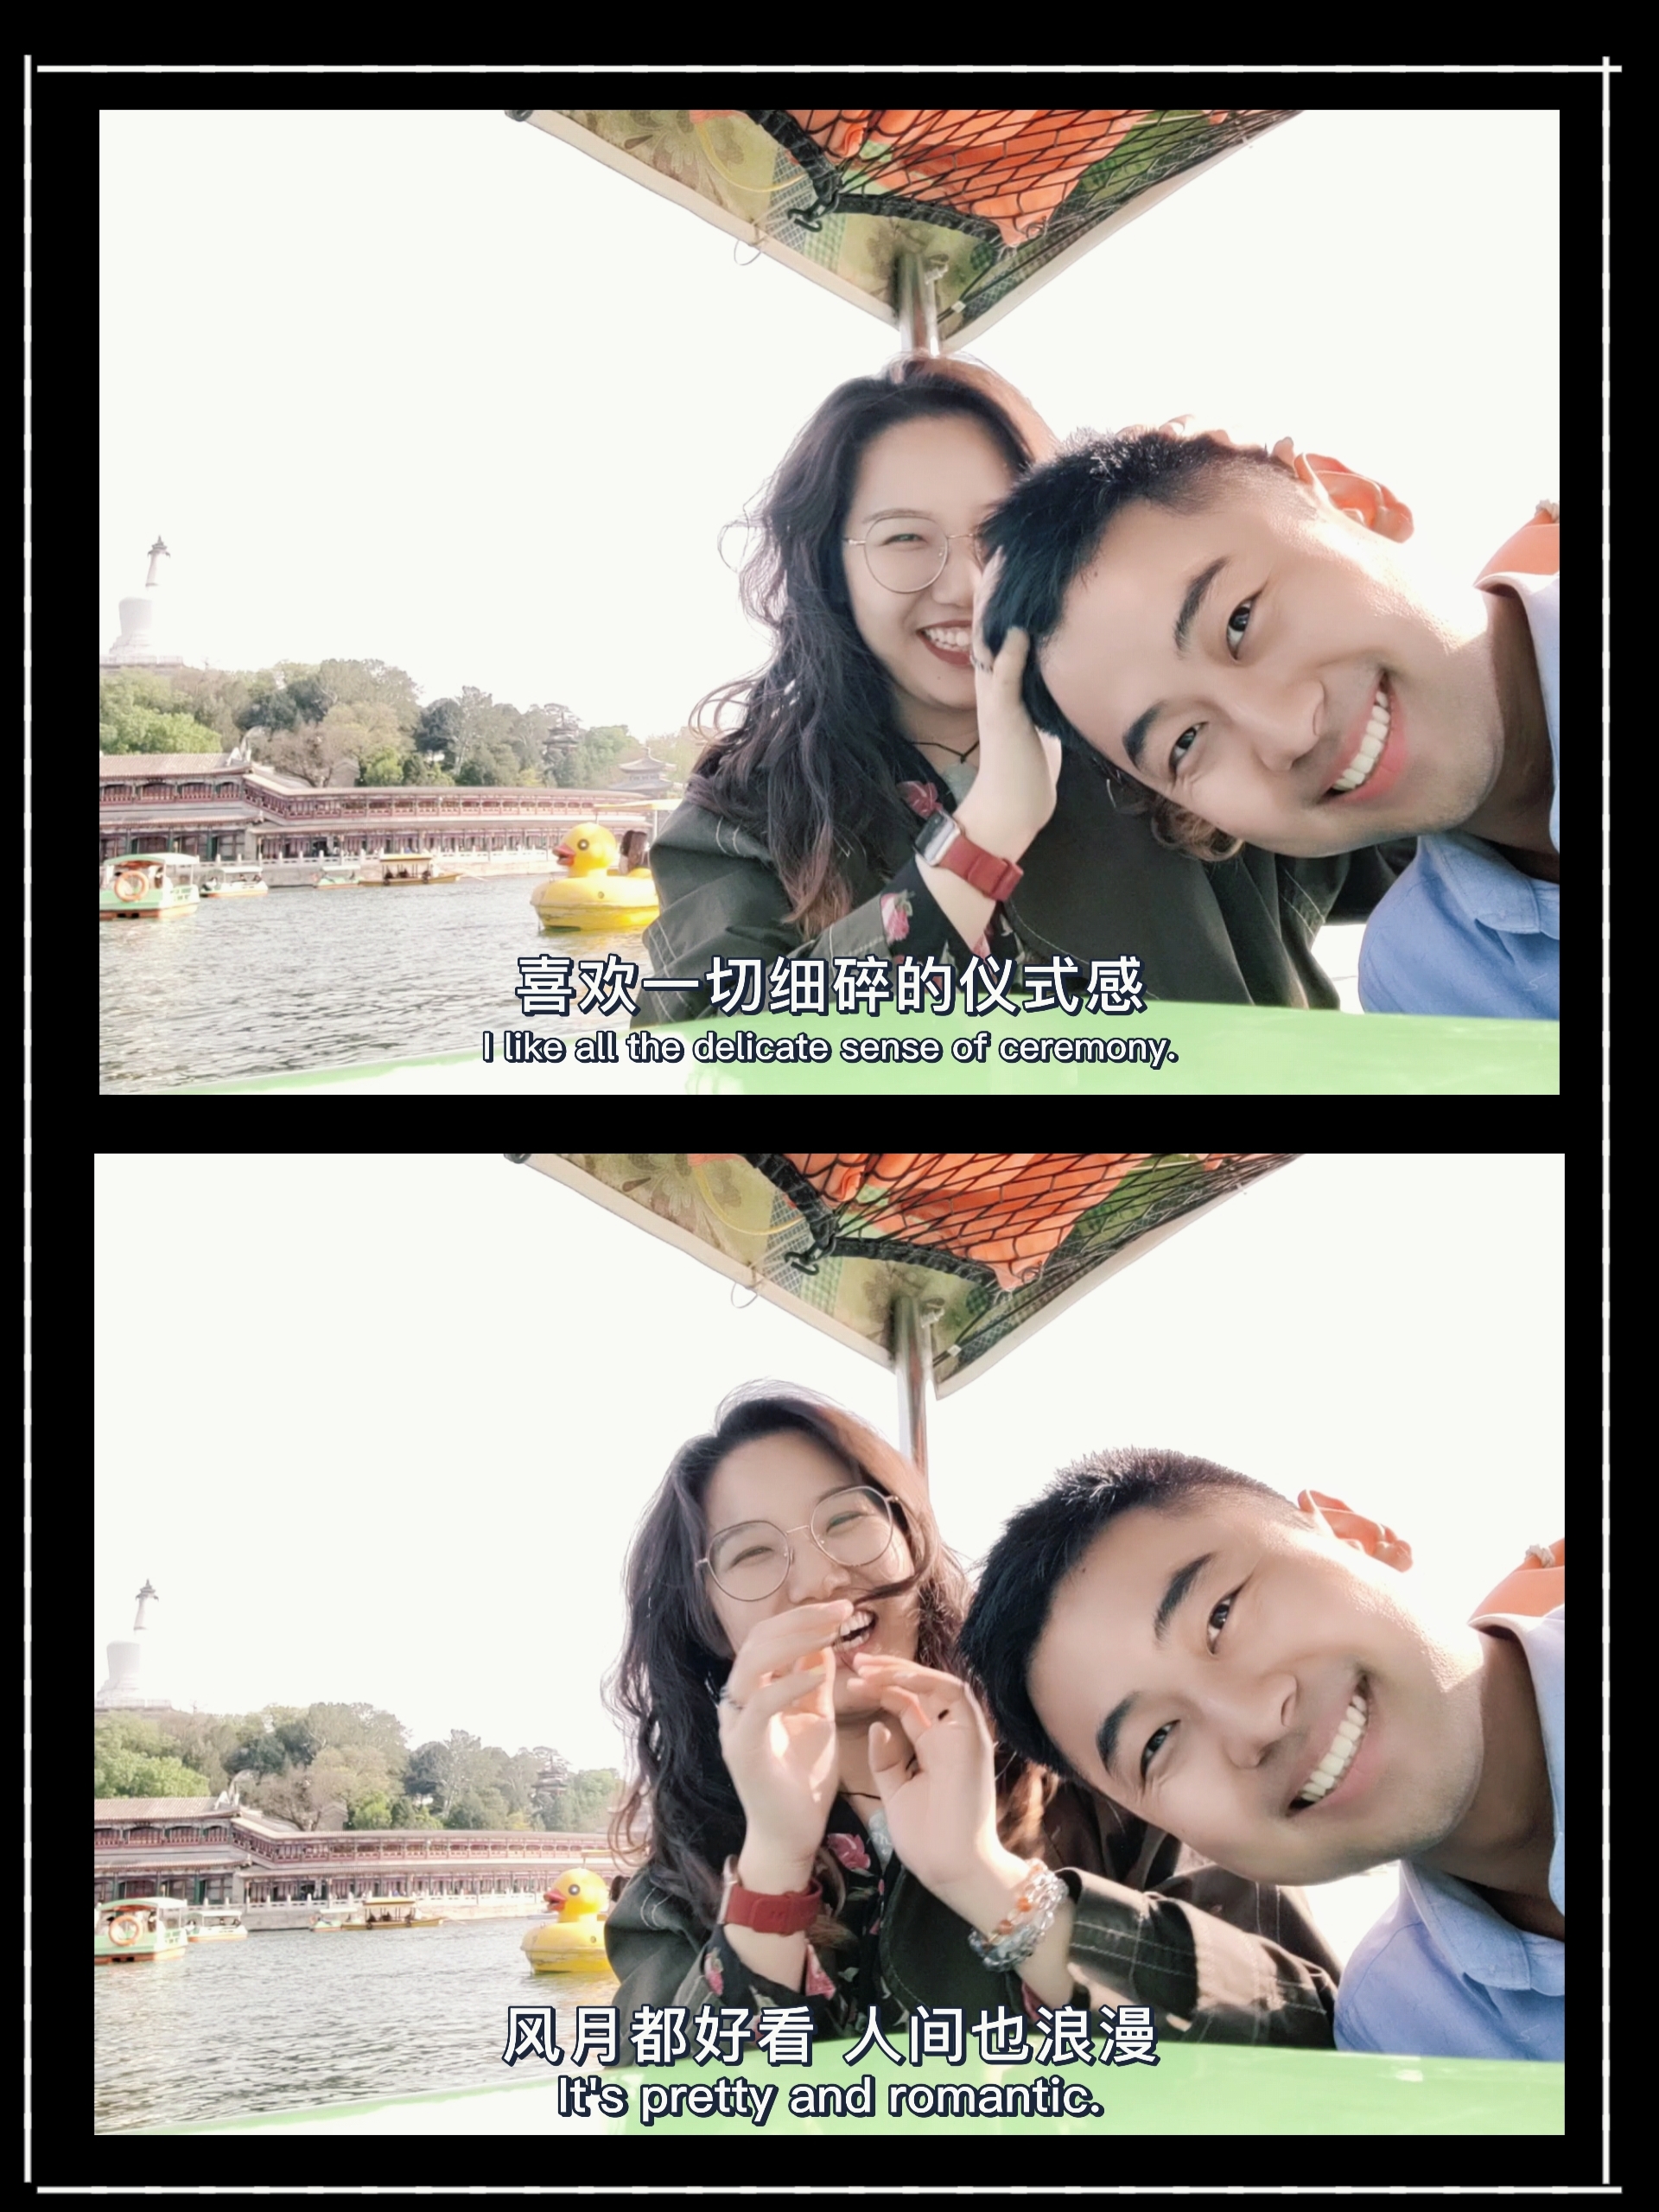 喜欢一切细碎的仪式感
I like all the delicate sense of ceremony.
风月都好看 人间也浪漫
It's pretty and romantic.